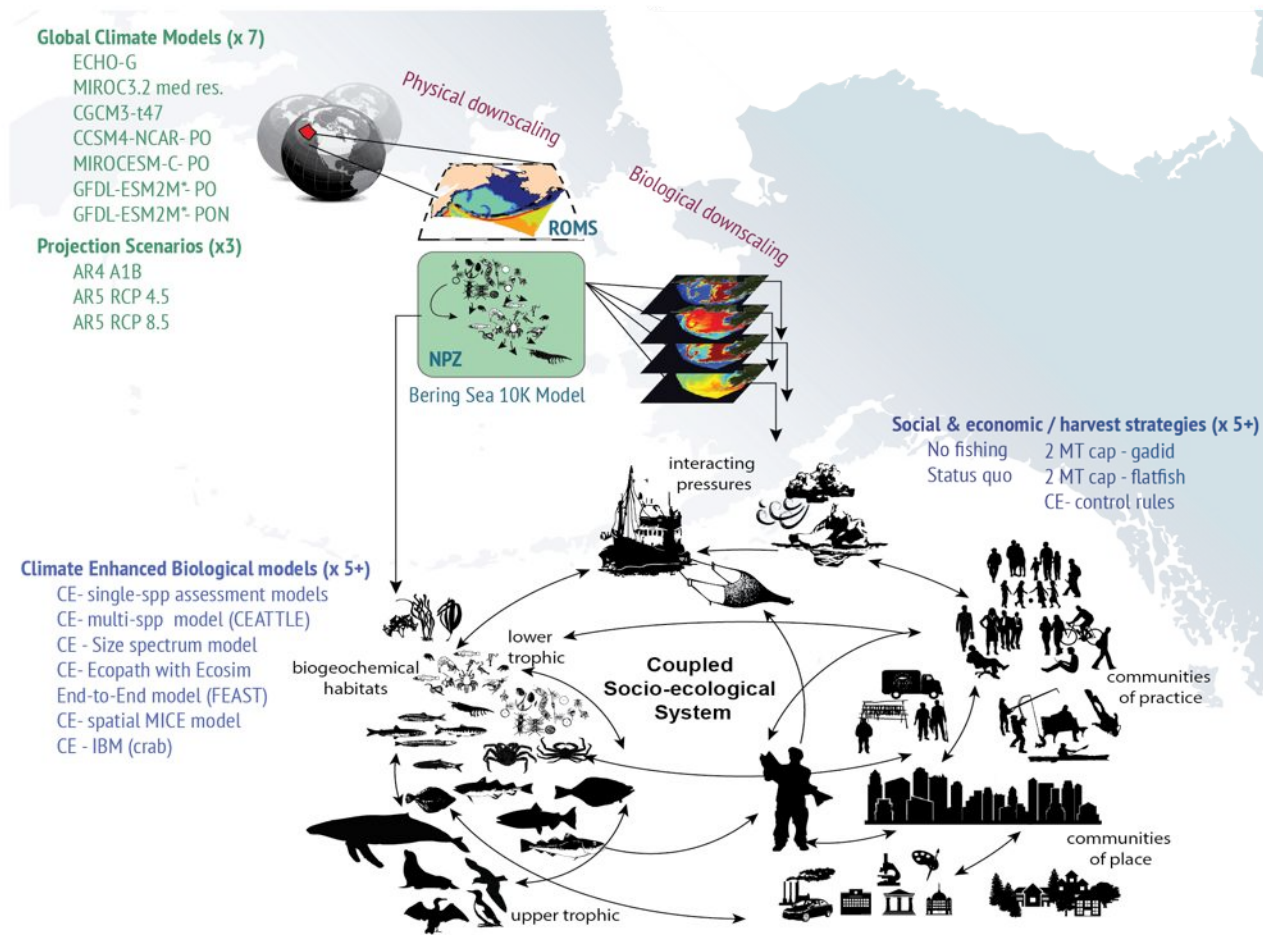 Global Climate Models (x 7)
ECHO-G
MIROC3.2 med res.
CGCM3-t47
CCSM4-NCAR- PO
MIROCESM-C- PO
GFDL-ESM2M*- PO
GFDL-ESM2M*- PON
Projection Scenarios (x3)
AR4 A1B
AR5 RCP 4.5
AR5 RCP 8.5
Physical downscaling
ROMS
Biological downscaling
NPZ
Bering Sea 10K Model
Social & economic / harvest strategies (x 5+)
No fishing 2 MT cap - gadid
Status quo 2 MT cap - flatfish
CE- control rules
interacting
pressures
Climate Enhanced Biological models (x 5+)
CE- single-spp assessment models
CE- multi-spp model (CEATTLE)
CE - Size spectrum model
CE- Ecopath with Ecosim
End-to-End model (FEAST)
CE- spatial MICE model
CE - IBM (crab)
lower
trophic
biogeochemical
habitats
Coupled
Socio-ecological
System
communities
of practice
communities
of place
upper trophic